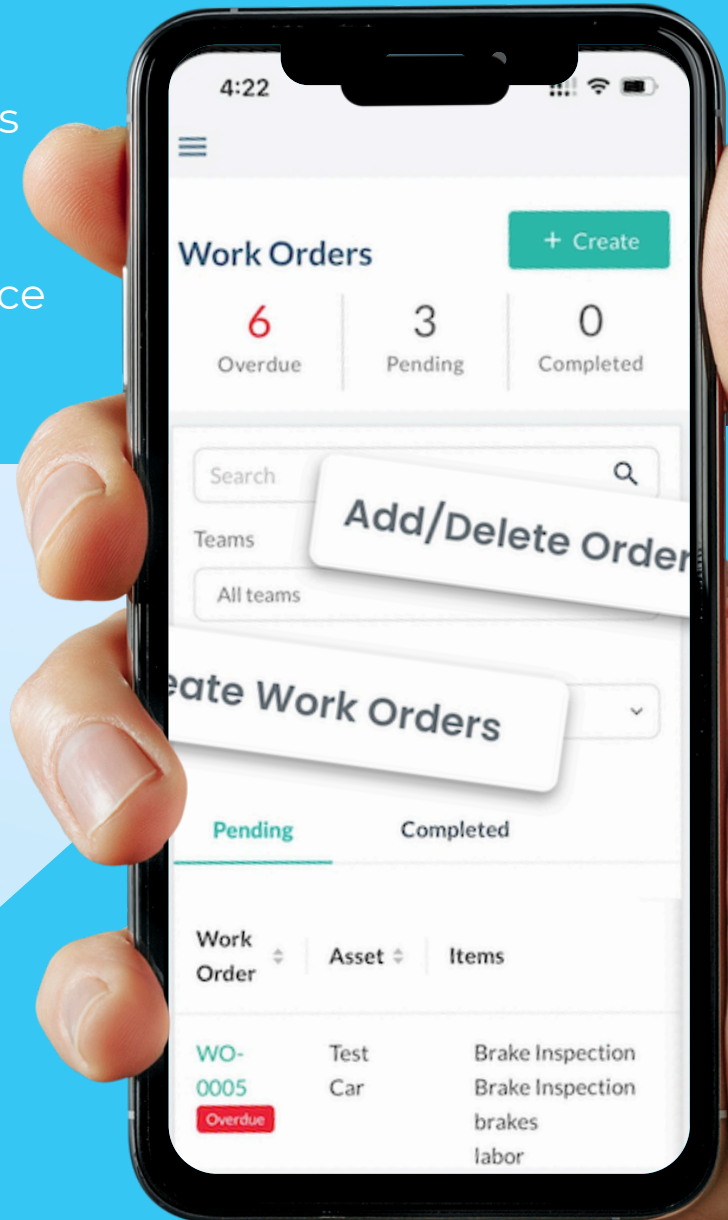 s
ce
4:22
Work Orders
+ Create
6
3
0
Overdue
Pending
Completed
Search
Add/Delete Order
Teams
All teams
eate Work Orders
Pending
Completed
Work Order
Asset
Items
WO-0005
Test Car
Brake Inspection
Overdue
Brake Inspection
brakes
labor